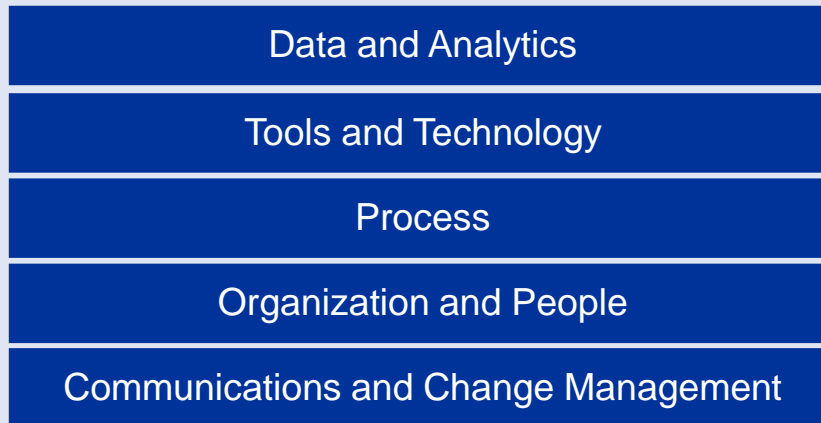 Data and Analytics
Tools and Technology
Process
Organization and People
Communications and Change Management